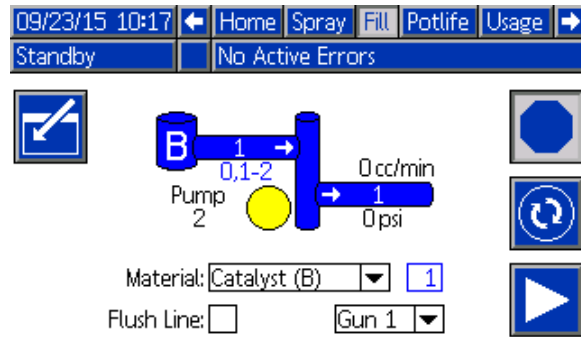 09/23/15 10:17 Home Spray Fill Potlife Usage
Standby No Active Errors
B 1
0,1-2
0 cc/min
Pump
2
1
0 psi
Material: Catalyst (B) 1
Flush Line: Gun 1